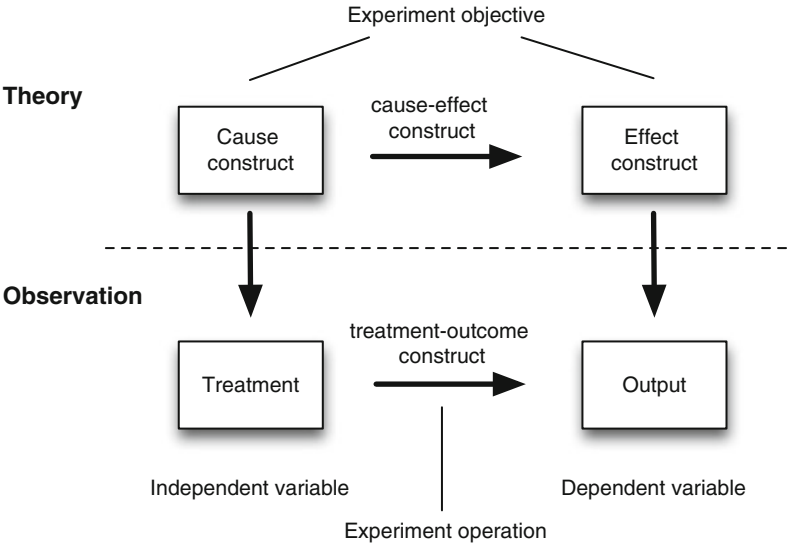 Experiment objective
Theory
cause-effect
construct
Cause
construct
Effect
construct
Observation
treatment-outcome
construct
Treatment
Output
Independent variable
Dependent variable
Experiment operation